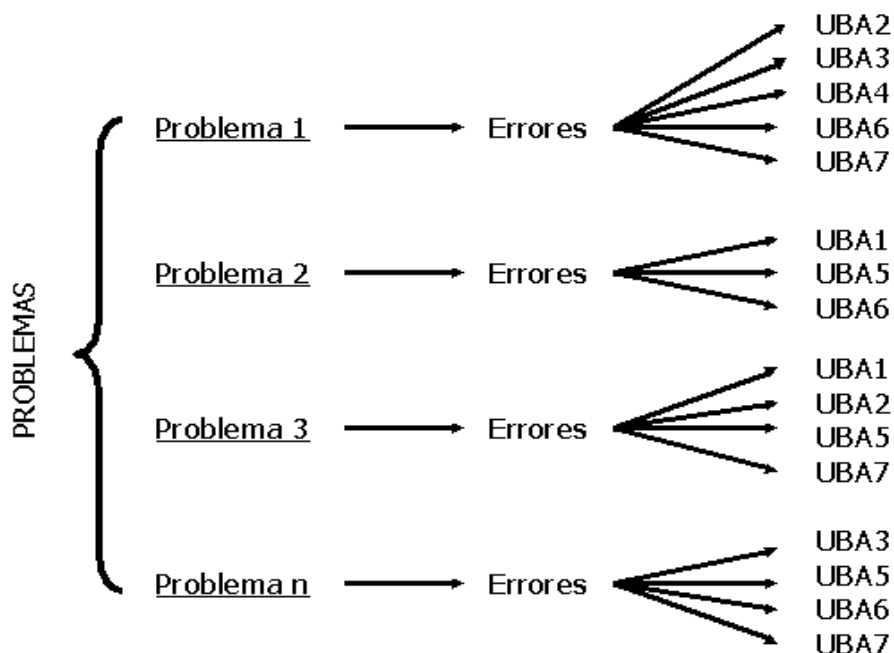 PROBLEMAS
Problema 1
Errores
UBA2
UBA3
UBA4
UBA6
UBA7
Problema 2
Errores
UBA1
UBA5
UBA6
Problema 3
Errores
UBA1
UBA2
UBA5
UBA7
Problema n
Errores
UBA3
UBA5
UBA6
UBA7